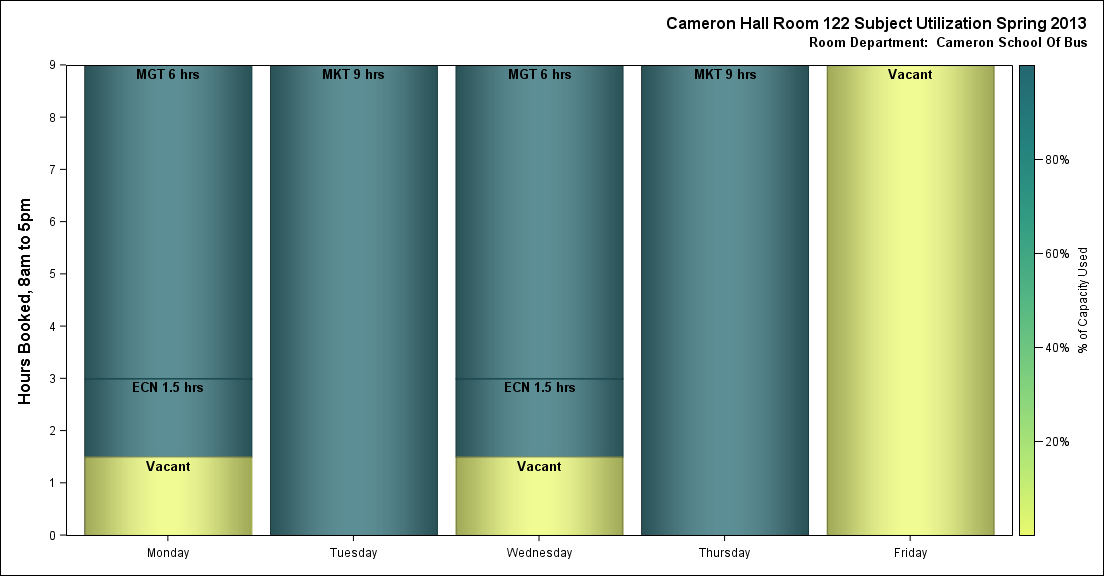 Cameron Hall Room 122 Subject Utilization Spring 2013
Room Department:  Cameron School Of Bus
Hours Booked, 8am to 5pm
9
8
7
6
5
4
3
2
1
0
MGT 6 hrs
ECN 1.5 hrs
Vacant
MKT 9 hrs
MGT 6 hrs
ECN 1.5 hrs
Vacant
MKT 9 hrs
Vacant
Monday
Tuesday
Wednesday
Thursday
Friday
80%
60%
40%
20%
% of Capacity Used